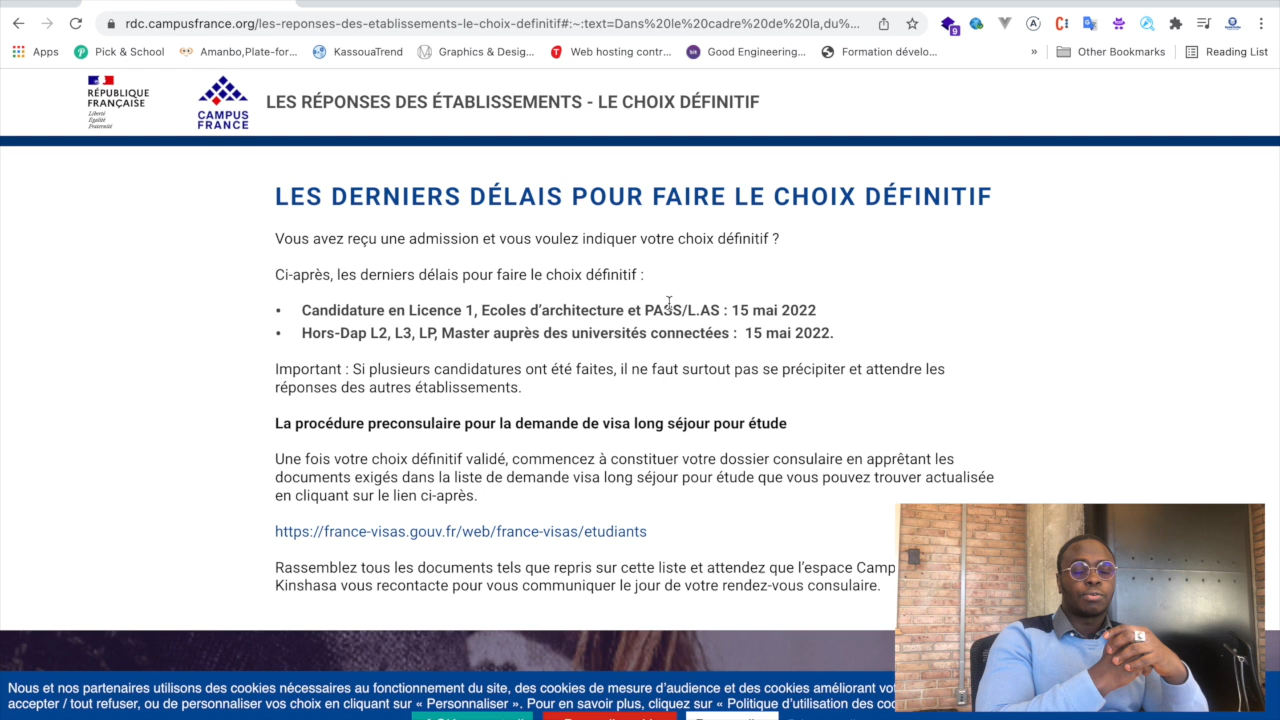 rdc.campusfrance.org/les-reponses-des-etablissements-le-choix-definitif#:~:text=Dans%20le%20cadre%20de%20la,du%...
9
Apps
Pick & School
Amanbo,Plate-for...
KassouaTrend
Graphics & Desig...
Web hosting contr...
Good Engineering...
Formation dévelo...
»
Other Bookmarks
Reading List
RÉPUBLIQUE
FRANÇAISE
Liberté
Égalité
Fraternité
CAMPUS
FRANCE
LES RÉPONSES DES ÉTABLISSEMENTS - LE CHOIX DÉFINITIF
LES DERNIERS DÉLAIS POUR FAIRE LE CHOIX DÉFINITIF
Vous avez reçu une admission et vous voulez indiquer votre choix définitif ?
Ci-après, les derniers délais pour faire le choix définitif :
• Candidature en Licence 1, Ecoles d’architecture et PASS/L.AS : 15 mai 2022
• Hors-Dap L2, L3, LP, Master auprès des universités connectées : 15 mai 2022.
Important : Si plusieurs candidatures ont été faites, il ne faut surtout pas se précipiter et attendre les
réponses des autres établissements.
La procédure preconsulaire pour la demande de visa long séjour pour étude
Une fois votre choix définitif validé, commencez à constituer votre dossier consulaire en apprêtant les
documents exigés dans la liste de demande visa long séjour pour étude que vous pouvez trouver actualisée
en cliquant sur le lien ci-après.
https://france-visas.gouv.fr/web/france-visas/etudiants
Rassemblez tous les documents tels que repris sur cette liste et attendez que l’espace Camp
Kinshasa vous recontacte pour vous communiquer le jour de votre rendez-vous consulaire.
Nous et nos partenaires utilisons des cookies nécessaires au fonctionnement du site, des cookies de mesure d’audience et des cookies améliorant vo
accepter / tout refuser, ou de personnaliser vos choix en cliquant sur « Personnaliser ». Pour en savoir plus, cliquez sur « Politique d’utilisation des coo